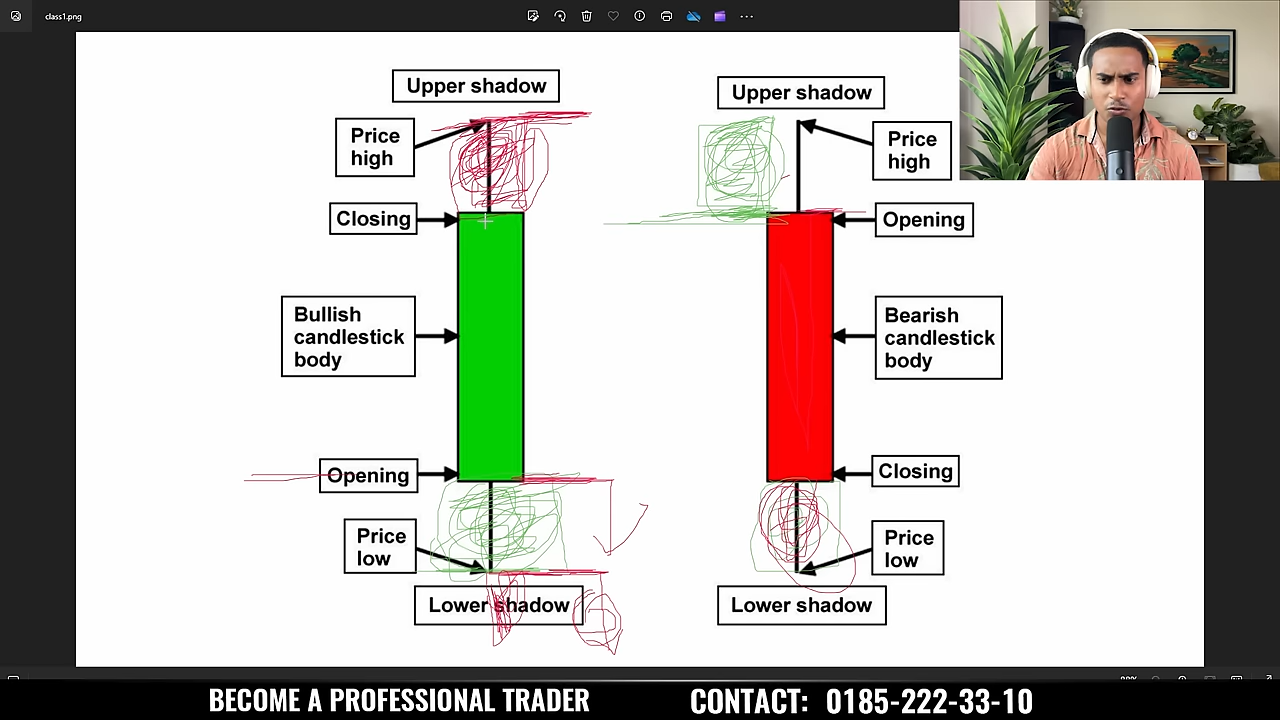 class1.png
Upper shadow
Price
high
Closing
Bullish
candlestick
body
Opening
Price
low
Lower shadow
Upper shadow
Price
high
Opening
Bearish
candlestick
body
Closing
Price
low
Lower shadow
BECOME A PROFESSIONAL TRADER
CONTACT: 0185-222-33-10